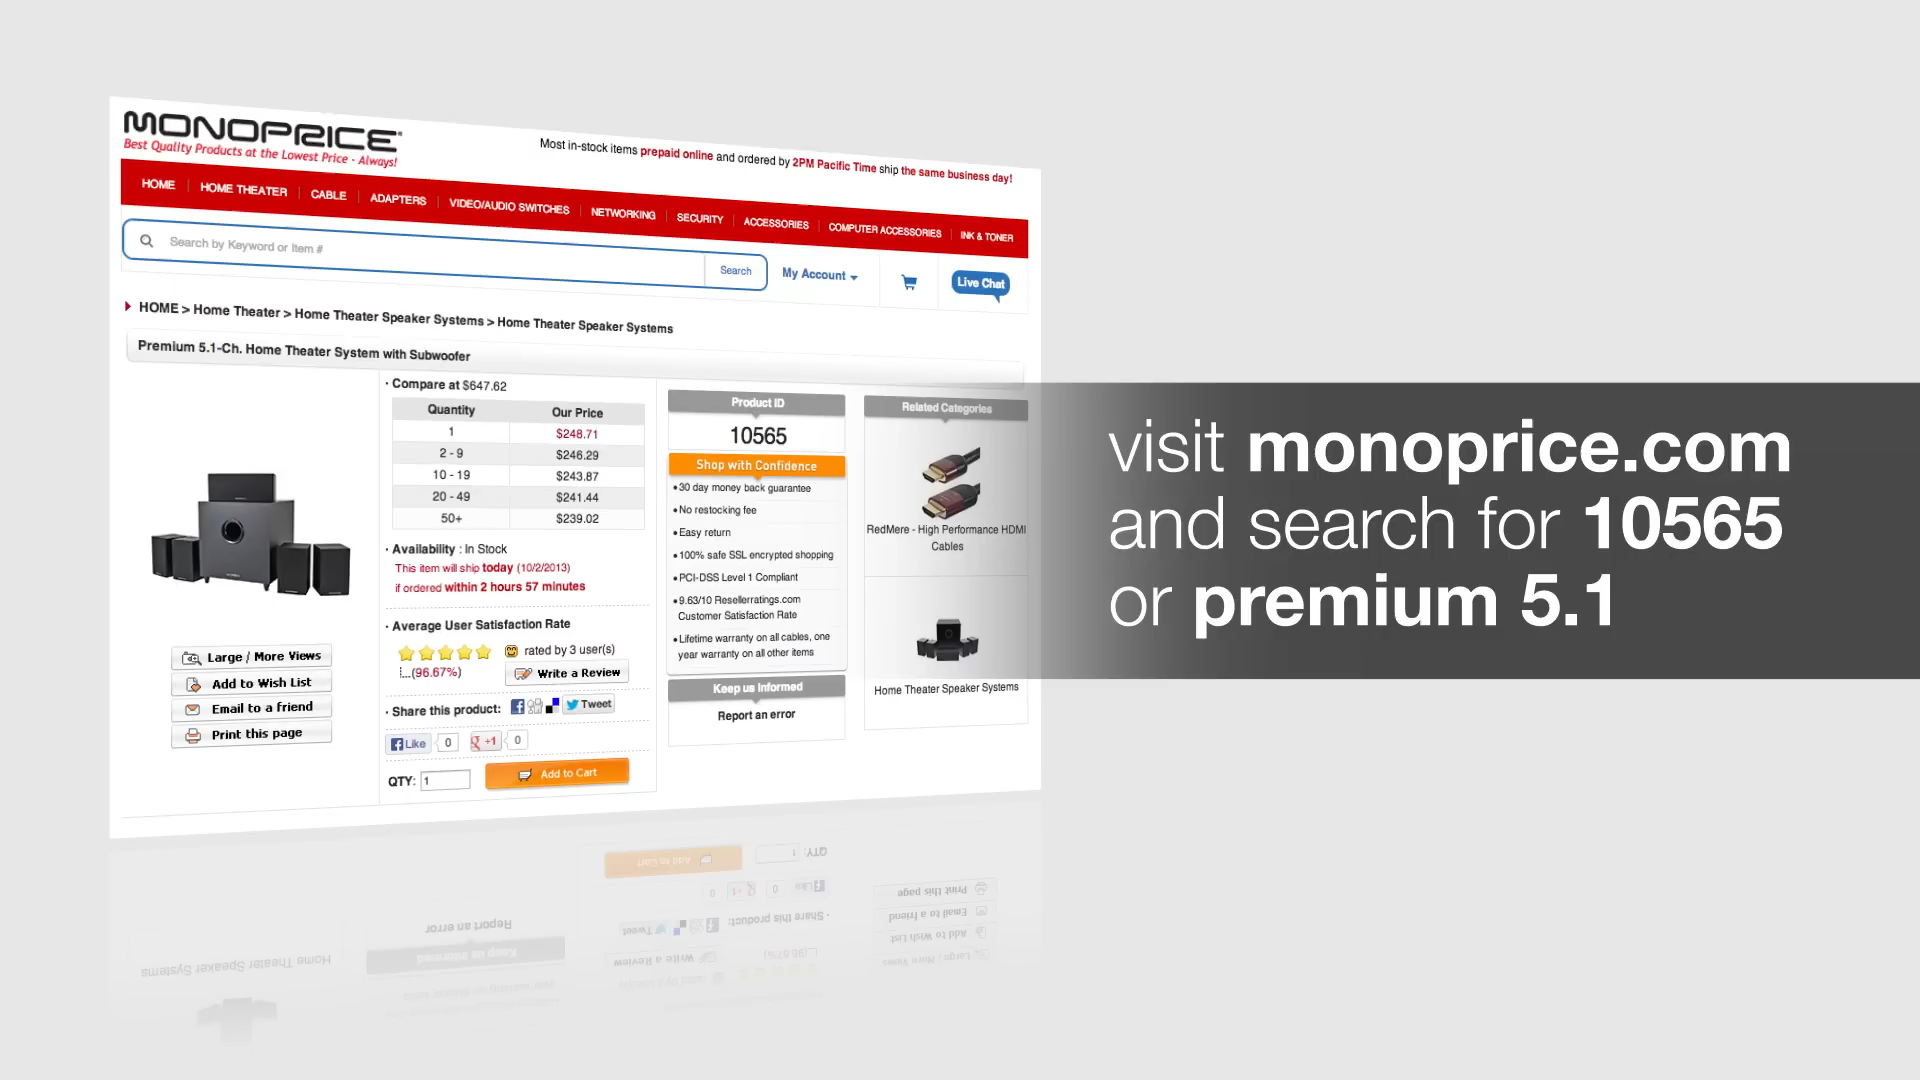 MONOPRICE
Best Quality Products at the Lowest Price - Always!
Most in-stock items prepaid online and ordered by 2PM Pacific Time ship the same business day!
HOME HOME THEATER CABLE ADAPTERS VIDEO/AUDIO SWITCHES NETWORKING SECURITY ACCESSORIES COMPUTER ACCESSORIES INK & TONER
Search by Keyword or Item #
Search
My Account
Live Chat
HOME > Home Theater > Home Theater Speaker Systems > Home Theater Speaker Systems
Premium 5.1-Ch. Home Theater System with Subwoofer
Large / More Views
Add to Wish List
Email to a friend
Print this page
· Compare at $647.62
Quantity Our Price
1 $248.71
2 - 9 $246.29
10 - 19 $243.87
20 - 49 $241.44
50+ $239.02
· Availability : In Stock
This item will ship today (10/2/2013)
if ordered within 2 hours 57 minutes
· Average User Satisfaction Rate
rated by 3 user(s)
(96.67%)
Write a Review
· Share this product:
Tweet
Like 0 +1 0
QTY: 1
Add to Cart
Product ID
10565
Shop with Confidence
• 30 day money back guarantee
• No restocking fee
• Easy return
• 100% safe SSL encrypted shopping
• PCI-DSS Level 1 Compliant
• 9.63/10 Resellerratings.com
Customer Satisfaction Rate
• Lifetime warranty on all cables, one
year warranty on all other items
Keep us Informed
Report an error
Related Categories
RedMere - High Performance HDMI
Cables
Home Theater Speaker Systems
visit monoprice.com
and search for 10565
or premium 5.1